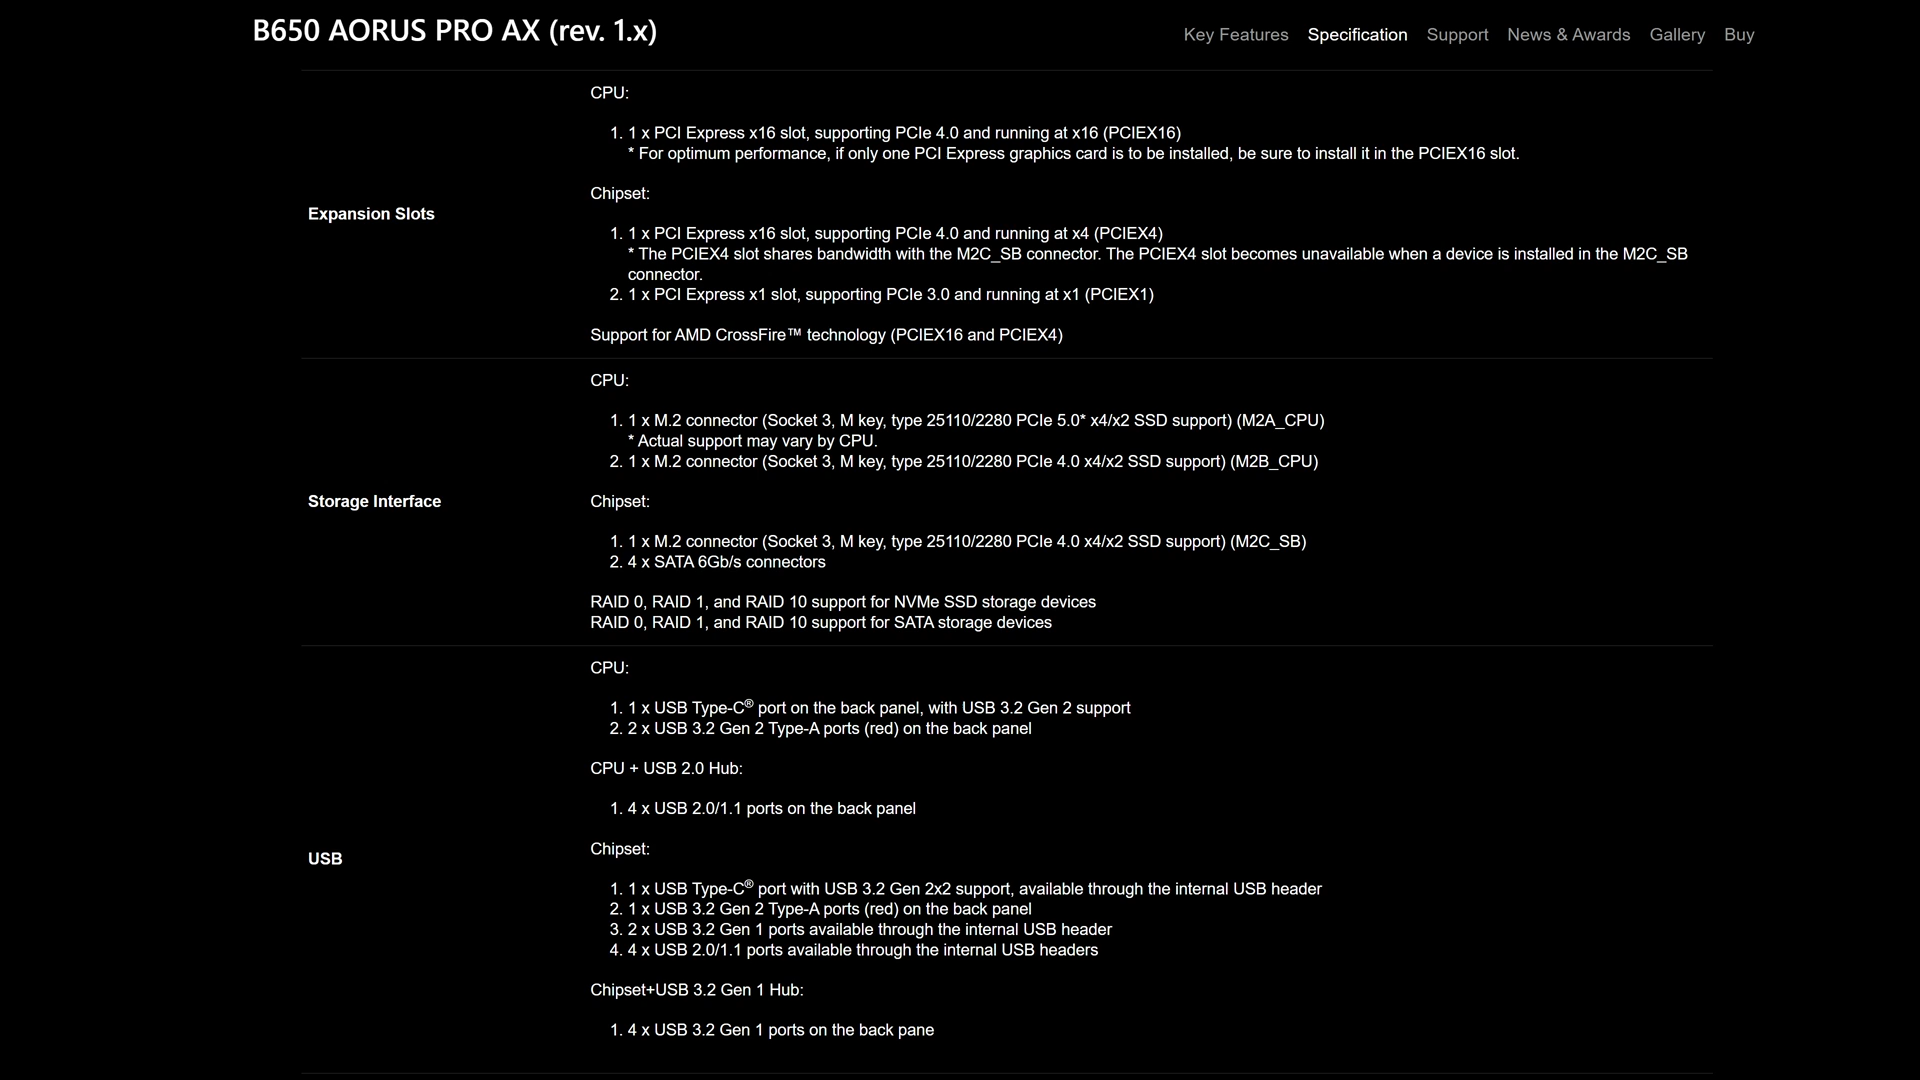 B650 AORUS PRO AX (rev. 1.x)
Key Features Specification Support News & Awards Gallery Buy
CPU:
1. 1 x PCI Express x16 slot, supporting PCIe 4.0 and running at x16 (PCIEX16)
* For optimum performance, if only one PCI Express graphics card is to be installed, be sure to install it in the PCIEX16 slot.
Chipset:
Expansion Slots
1. 1 x PCI Express x16 slot, supporting PCIe 4.0 and running at x4 (PCIEX4)
* The PCIEX4 slot shares bandwidth with the M2C_SB connector. The PCIEX4 slot becomes unavailable when a device is installed in the M2C_SB
connector.
2. 1 x PCI Express x1 slot, supporting PCIe 3.0 and running at x1 (PCIEX1)
Support for AMD CrossFire™ technology (PCIEX16 and PCIEX4)
CPU:
1. 1 x M.2 connector (Socket 3, M key, type 25110/2280 PCIe 5.0* x4/x2 SSD support) (M2A_CPU)
* Actual support may vary by CPU.
2. 1 x M.2 connector (Socket 3, M key, type 25110/2280 PCIe 4.0 x4/x2 SSD support) (M2B_CPU)
Storage Interface
Chipset:
1. 1 x M.2 connector (Socket 3, M key, type 25110/2280 PCIe 4.0 x4/x2 SSD support) (M2C_SB)
2. 4 x SATA 6Gb/s connectors
RAID 0, RAID 1, and RAID 10 support for NVMe SSD storage devices
RAID 0, RAID 1, and RAID 10 support for SATA storage devices
CPU:
1. 1 x USB Type-C® port on the back panel, with USB 3.2 Gen 2 support
2. 2 x USB 3.2 Gen 2 Type-A ports (red) on the back panel
CPU + USB 2.0 Hub:
1. 4 x USB 2.0/1.1 ports on the back panel
Chipset:
USB
1. 1 x USB Type-C® port with USB 3.2 Gen 2x2 support, available through the internal USB header
2. 1 x USB 3.2 Gen 2 Type-A ports (red) on the back panel
3. 2 x USB 3.2 Gen 1 ports available through the internal USB header
4. 4 x USB 2.0/1.1 ports available through the internal USB headers
Chipset+USB 3.2 Gen 1 Hub:
1. 4 x USB 3.2 Gen 1 ports on the back pane